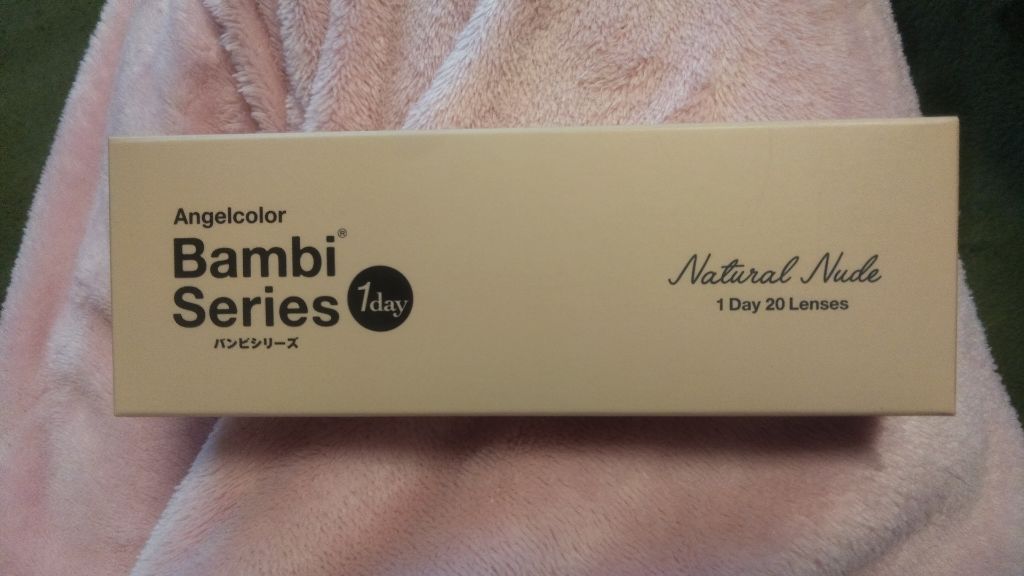 Angelcolor
Bambi®
Series 1day
バンビシリーズ
Natural Nude
1 Day 20 Lenses